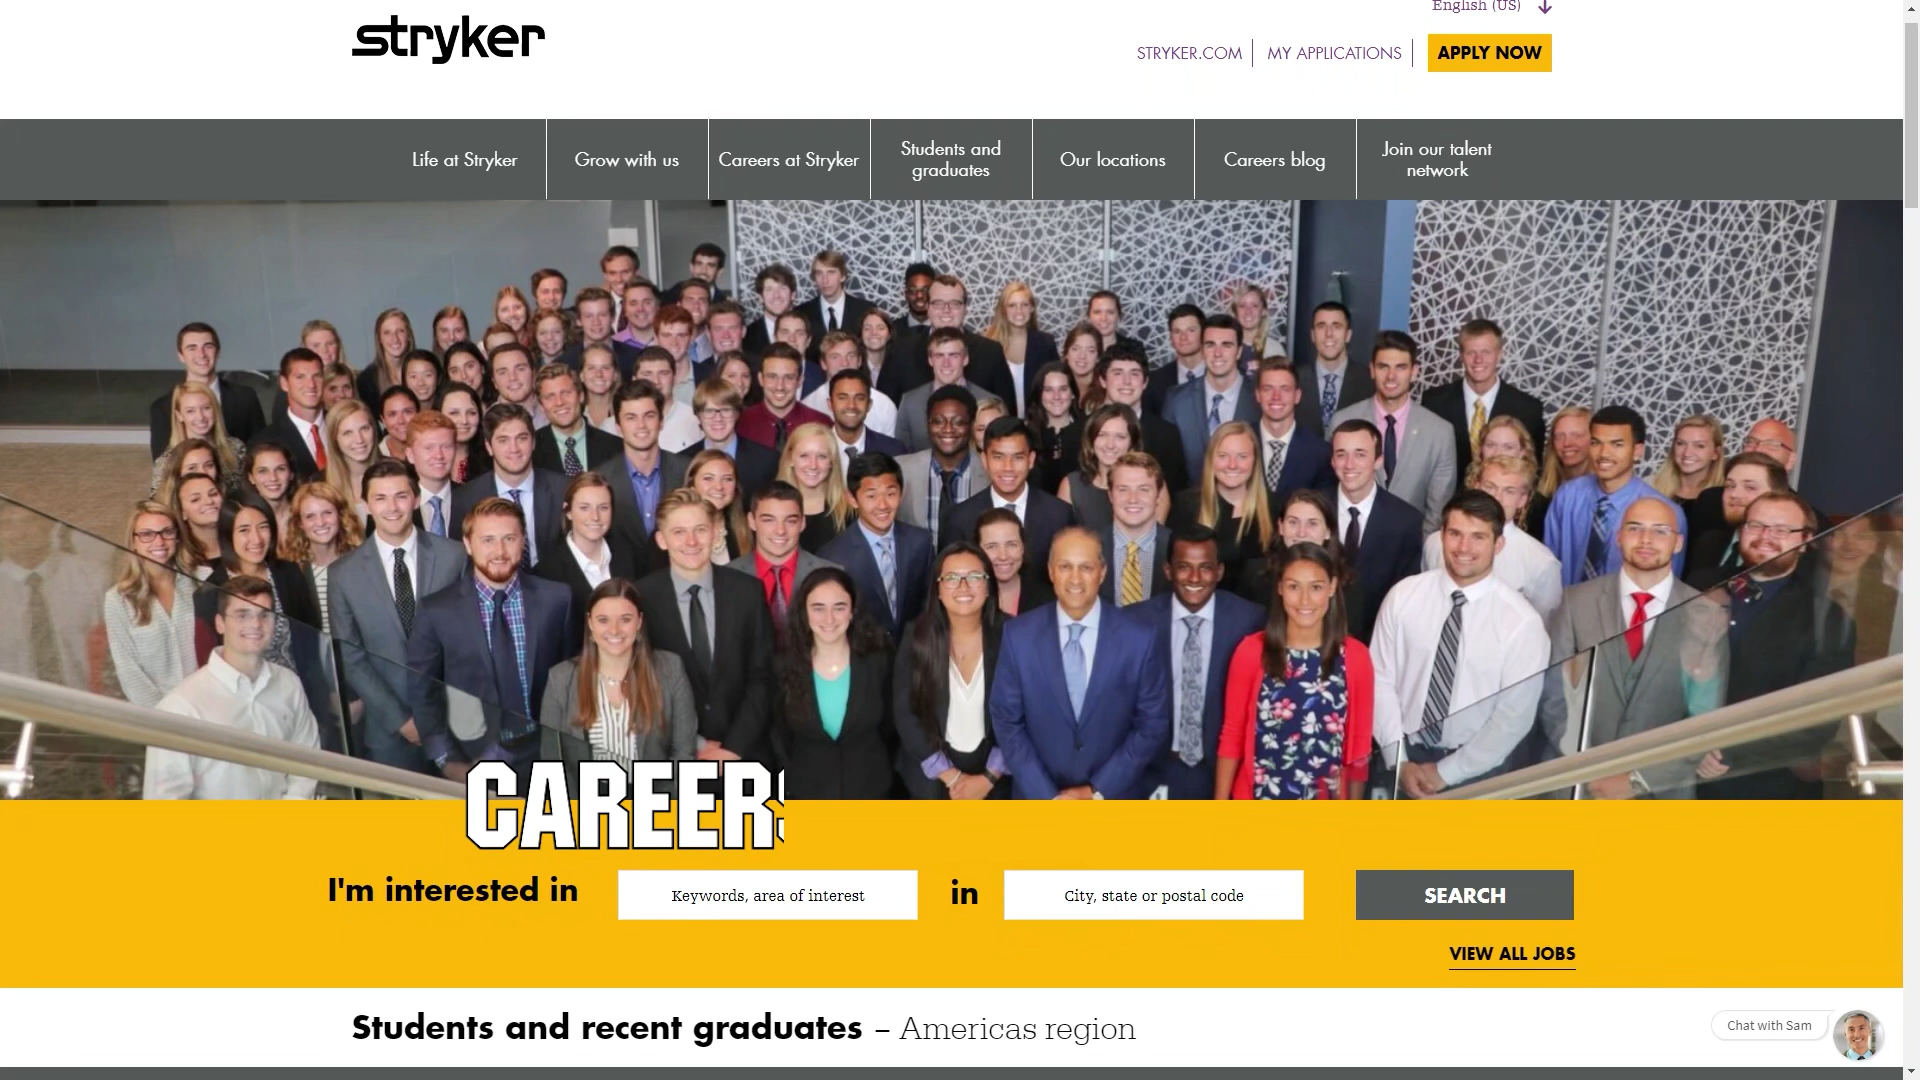 English (US)
stryker
STRYKER.COM
MY APPLICATIONS
APPLY NOW
Life at Stryker
Grow with us
Careers at Stryker
Students and
graduates
Our locations
Careers blog
Join our talent
network
CAREERS
I'm interested in
Keywords, area of interest
in
City, state or postal code
SEARCH
VIEW ALL JOBS
Students and recent graduates – Americas region
Chat with Sam